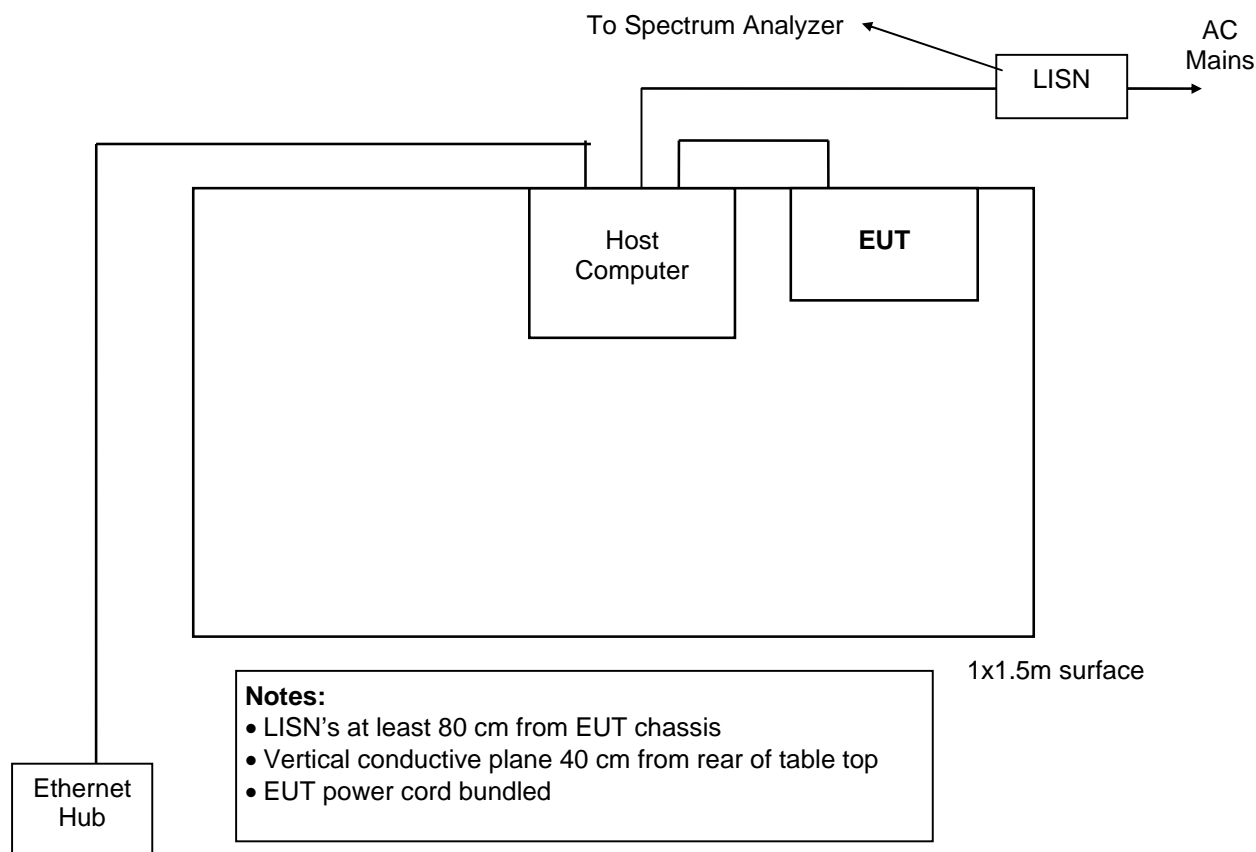 To Spectrum Analyzer
AC
Mains
LISN
Host
Computer
EUT
1x1.5m surface
Notes:
• LISN's at least 80 cm from EUT chassis
• Vertical conductive plane 40 cm from rear of table top
• EUT power cord bundled
Ethernet
Hub